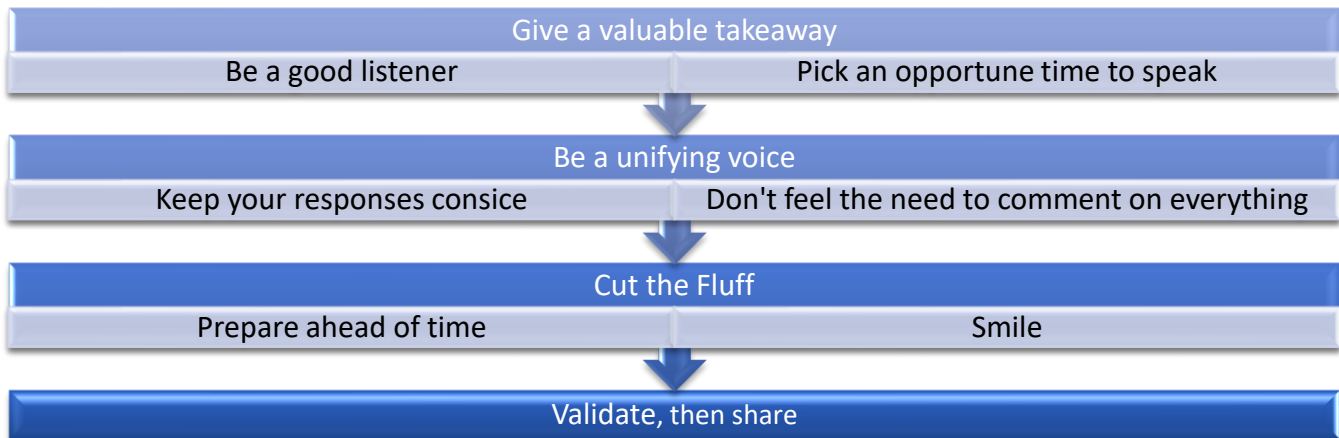 Give a valuable takeaway
Be a good listener
Pick an opportune time to speak
Be a unifying voice
Keep your responses consice
Don't feel the need to comment on everything
Cut the Fluff
Prepare ahead of time
Smile
Validate, then share